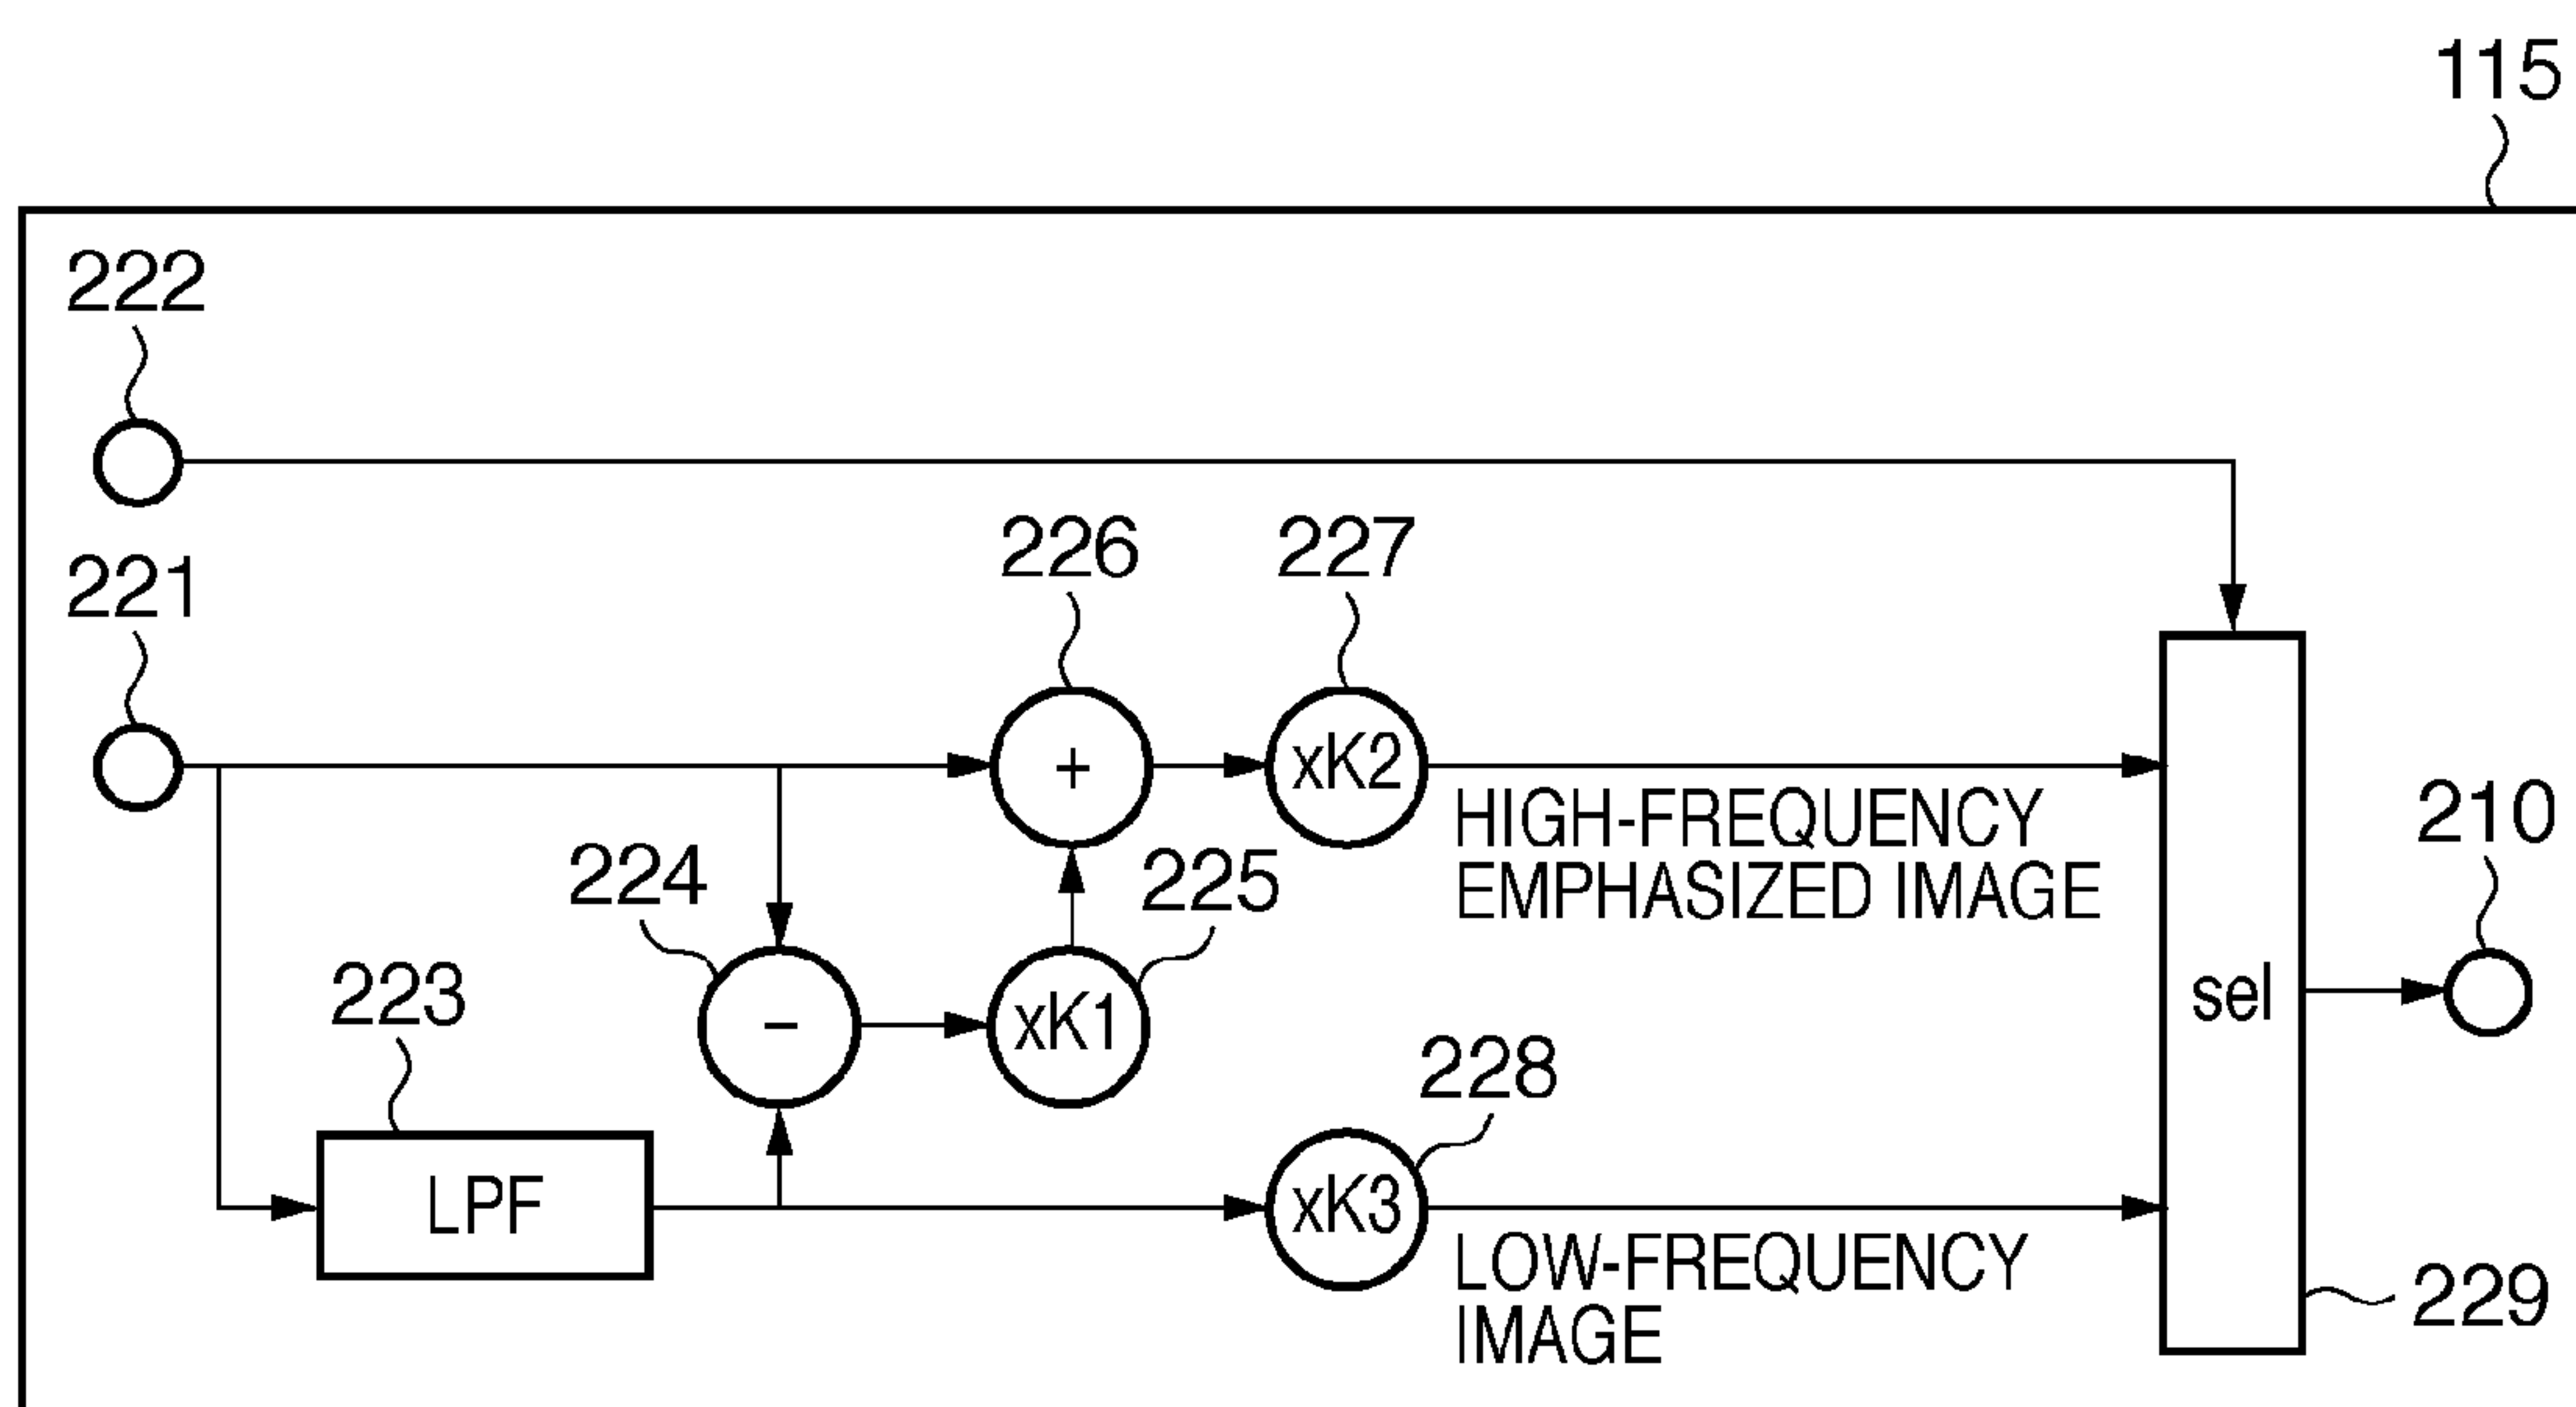 115
222
221
226
227
+
xK2
HIGH-FREQUENCY
EMPHASIZED IMAGE
210
224
225
223
−
xK1
sel
228
LPF
xK3
LOW-FREQUENCY
IMAGE
229